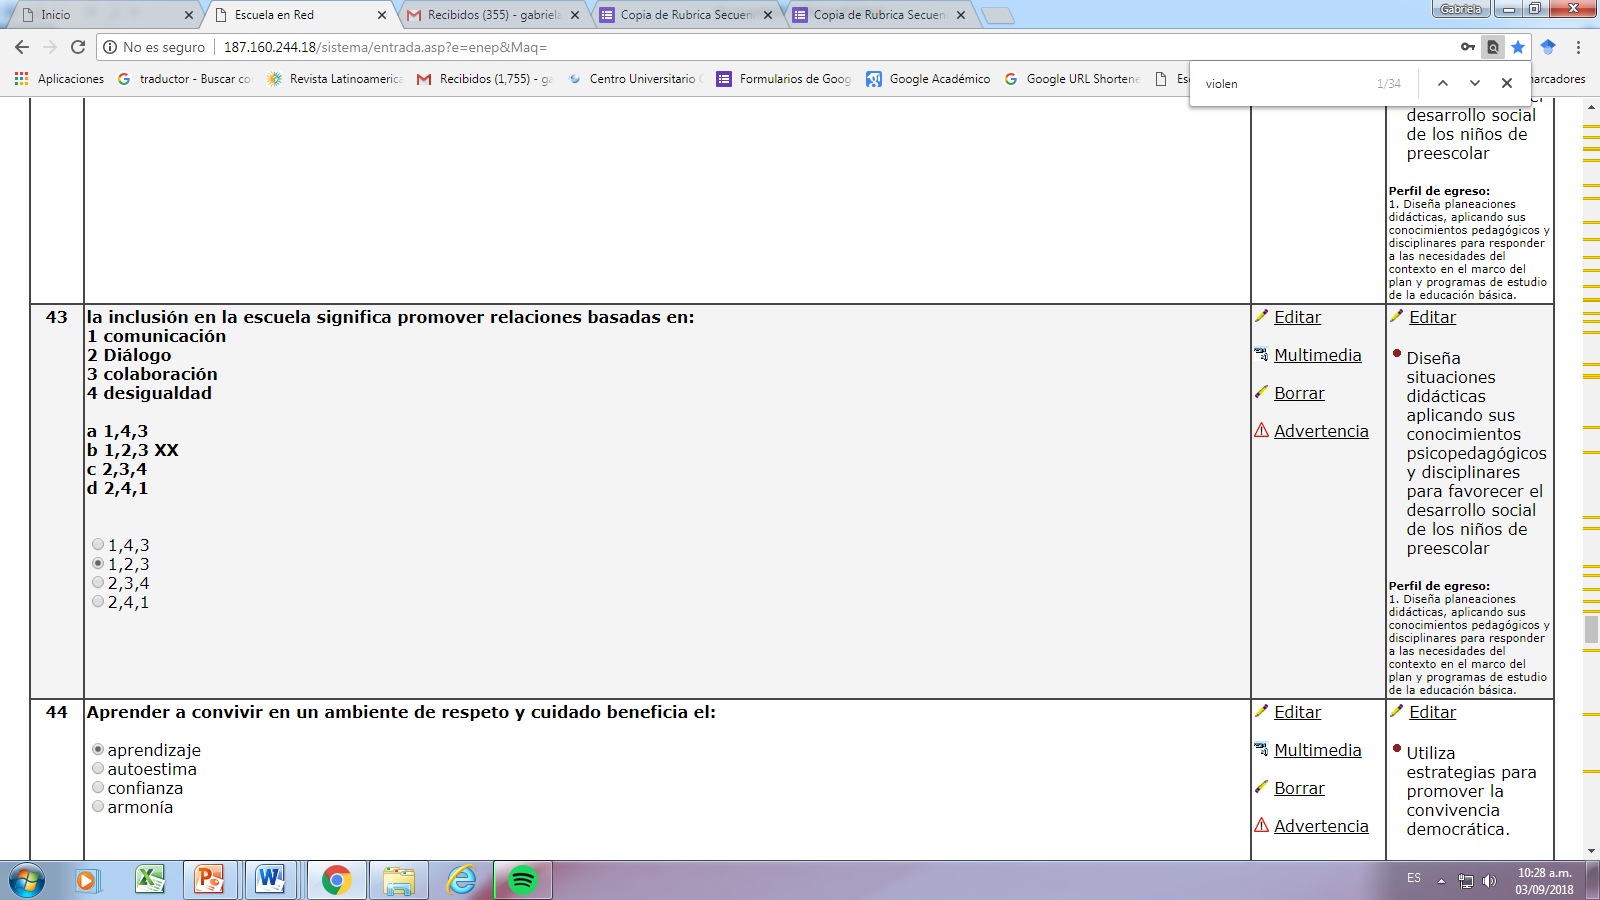 Gabriela
Inicio
Escuela en Red
Recibidos (355) - gabriela
Copia de Rubrica Secuen
Copia de Rubrica Secuen
No es seguro
187.160.244.18/sistema/entrada.asp?e=enep&Maq=
Aplicaciones
traductor - Buscar co
Revista Latinoamerica
Recibidos (1,755) - ga
Centro Universitario
Formularios de Goog
Google Académico
Google URL Shortene
Es
marcadores
violen
1/34
desarrollo social
de los niños de
preescolar
Perfil de egreso:
1. Diseña planeaciones
didácticas, aplicando sus
conocimientos pedagógicos y
disciplinares para responder
a las necesidades del
contexto en el marco del
plan y programas de estudio
de la educación básica.
43
la inclusión en la escuela significa promover relaciones basadas en:
1 comunicación
2 Diálogo
3 colaboración
4 desigualdad
a 1,4,3
b 1,2,3 XX
c 2,3,4
d 2,4,1
1,4,3
1,2,3
2,3,4
2,4,1
Editar
Multimedia
Borrar
Advertencia
Editar
Diseña
situaciones
didácticas
aplicando sus
conocimientos
psicopedagógicos
y disciplinares
para favorecer el
desarrollo social
de los niños de
preescolar
Perfil de egreso:
1. Diseña planeaciones
didácticas, aplicando sus
conocimientos pedagógicos y
disciplinares para responder
a las necesidades del
contexto en el marco del
plan y programas de estudio
de la educación básica.
44
Aprender a convivir en un ambiente de respeto y cuidado beneficia el:
aprendizaje
autoestima
confianza
armonía
Editar
Multimedia
Borrar
Advertencia
Editar
Utiliza
estrategias para
promover la
convivencia
democrática.
ES
10:28 a.m.
03/09/2018